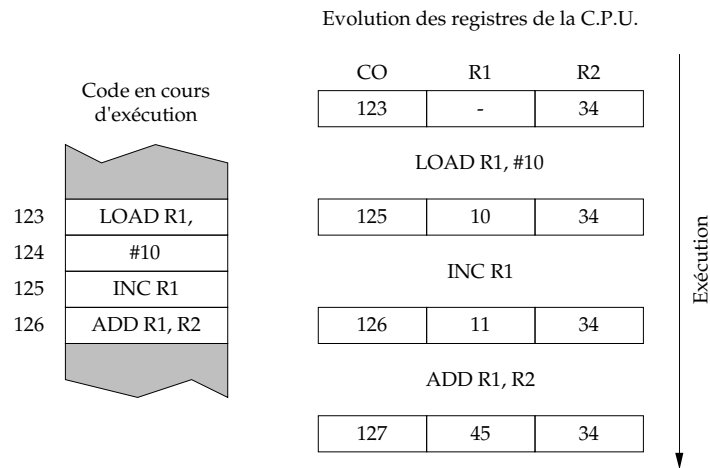 Evolution des registres de la C.P.U.
Code en cours
d'exécution
123 LOAD R1,
124 #10
125 INC R1
126 ADD R1, R2
CO R1 R2
123 - 34
LOAD R1, #10
125 10 34
INC R1
126 11 34
ADD R1, R2
127 45 34
Exécution